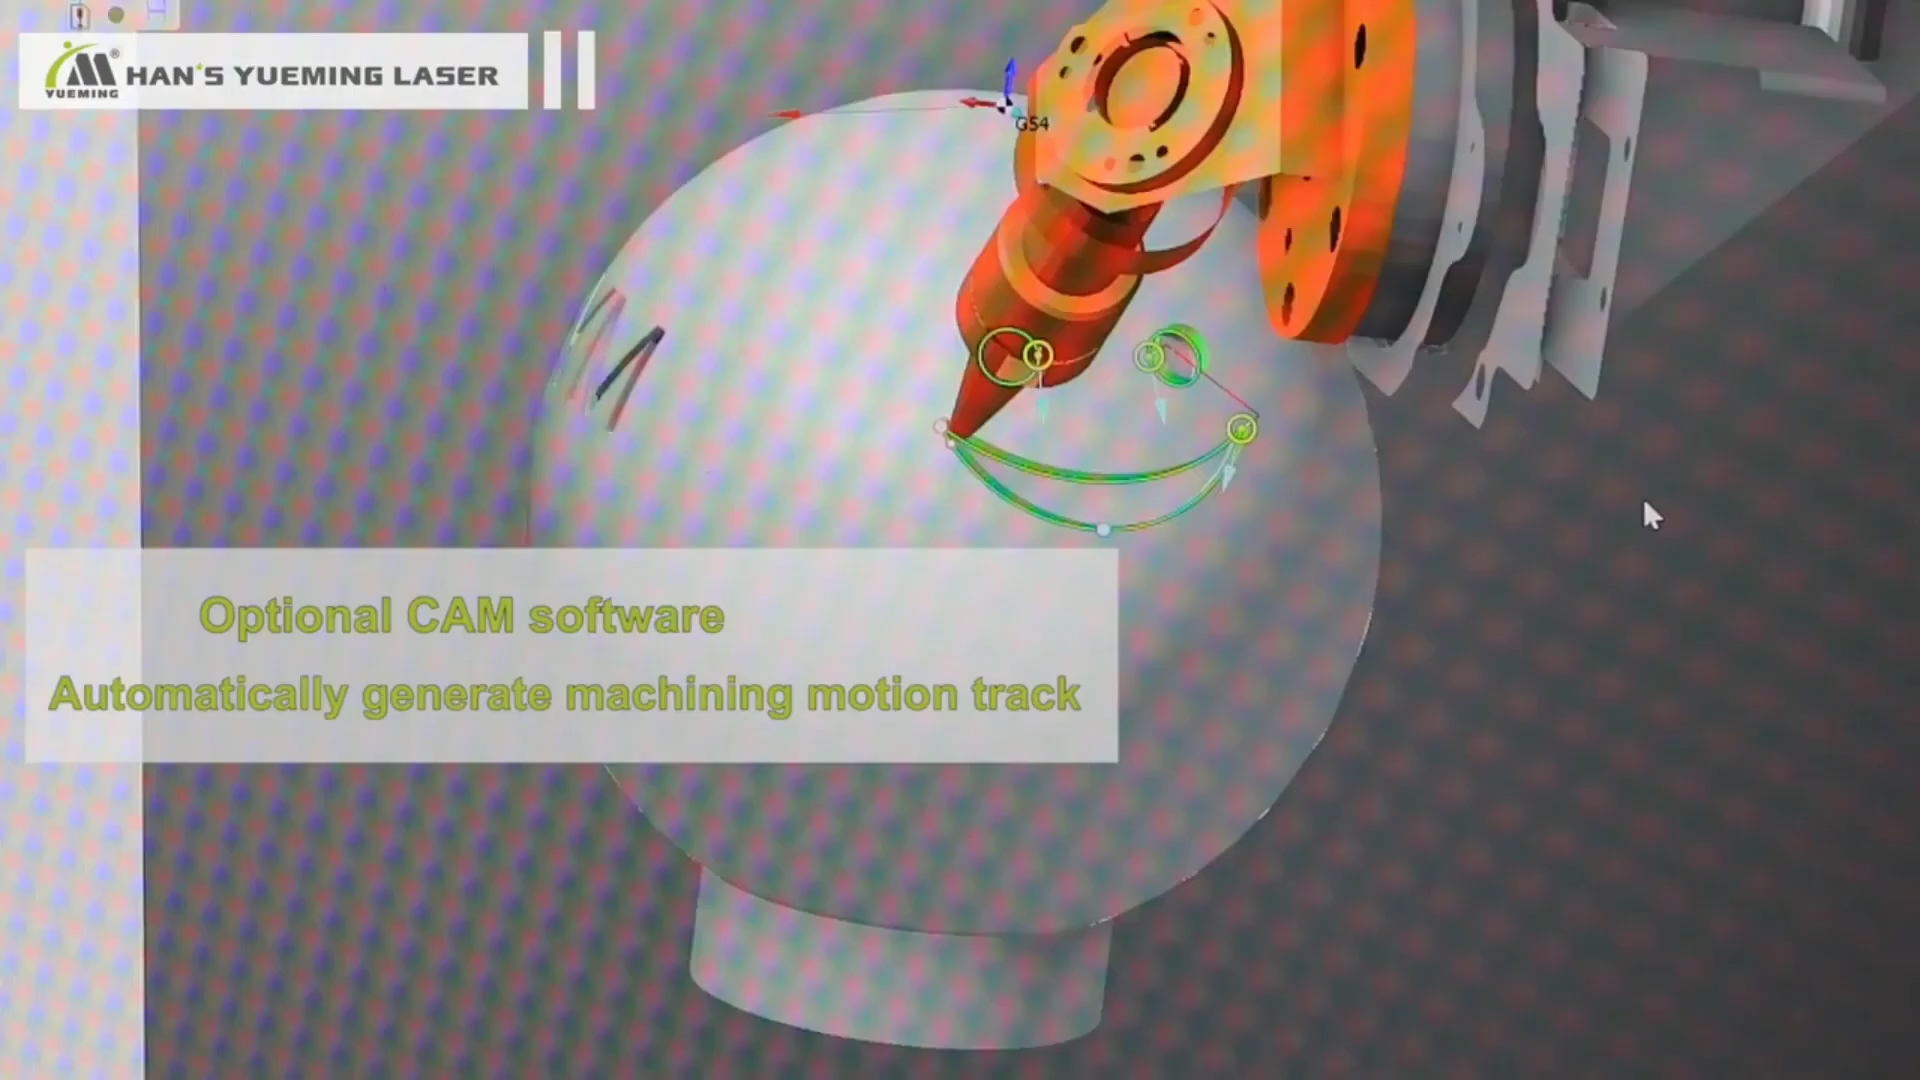 YUEMING
HAN'S YUEMING LASER
G54
Optional CAM software
Automatically generate machining motion track